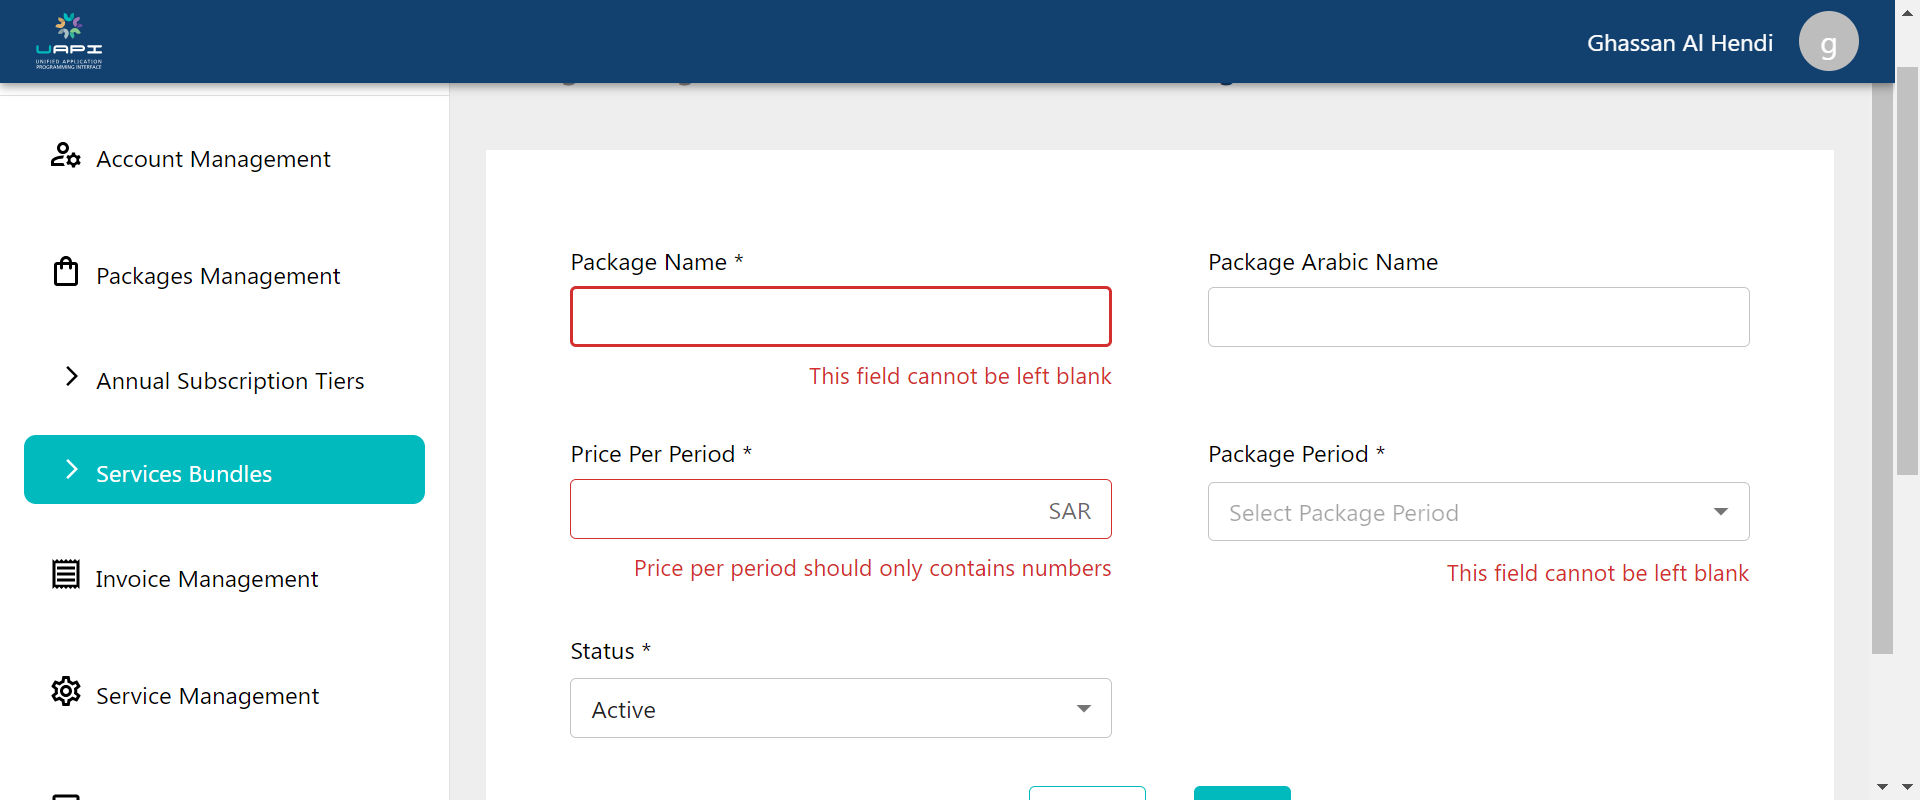 UAPI
UNIFIED APPLICATION
PROGRAMMING INTERFACE
Ghassan Al Hendi
g
Account Management
Packages Management
Annual Subscription Tiers
Services Bundles
Invoice Management
Service Management
Package Name *
This field cannot be left blank
Package Arabic Name
Price Per Period *
SAR
Price per period should only contains numbers
Package Period *
Select Package Period
This field cannot be left blank
Status *
Active